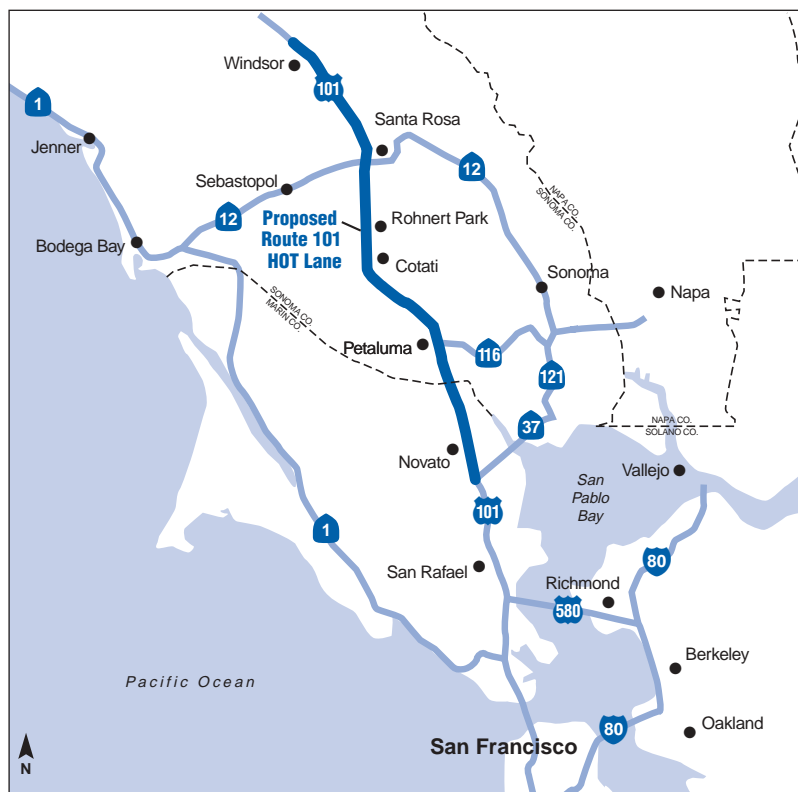 Windsor
101
1
Santa Rosa
Jenner
12
Sebastopol
12
Proposed
Route 101
HOT Lane
Rohnert Park
NAPA CO.
SONOMA CO.
Bodega Bay
Cotati
Sonoma
Napa
SONOMA CO.
MARIN CO.
Petaluma
116
121
37
NAPA CO.
SOLANO CO.
Novato
Vallejo
San
Pablo
Bay
101
1
80
San Rafael
Richmond
580
Berkeley
Pacific Ocean
Oakland
80
San Francisco
N